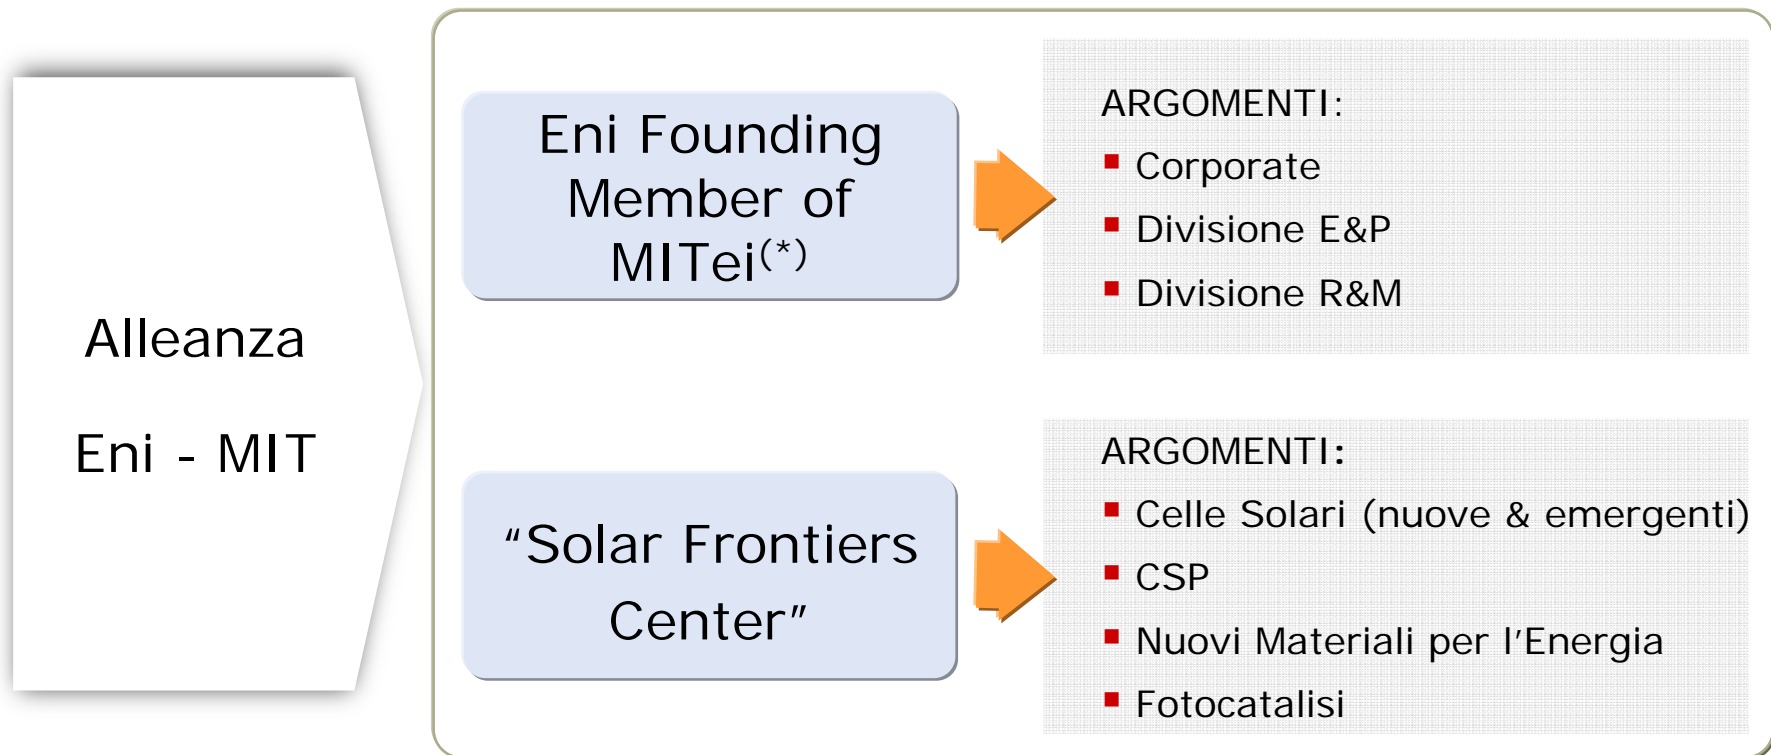 Alleanza
Eni - MIT
Eni Founding
Member of
MITei(*)
ARGOMENTI:
▪ Corporate
▪ Divisione E&P
▪ Divisione R&M
“Solar Frontiers
Center”
ARGOMENTI:
▪ Celle Solari (nuove & emergenti)
▪ CSP
▪ Nuovi Materiali per l’Energia
▪ Fotocatalisi